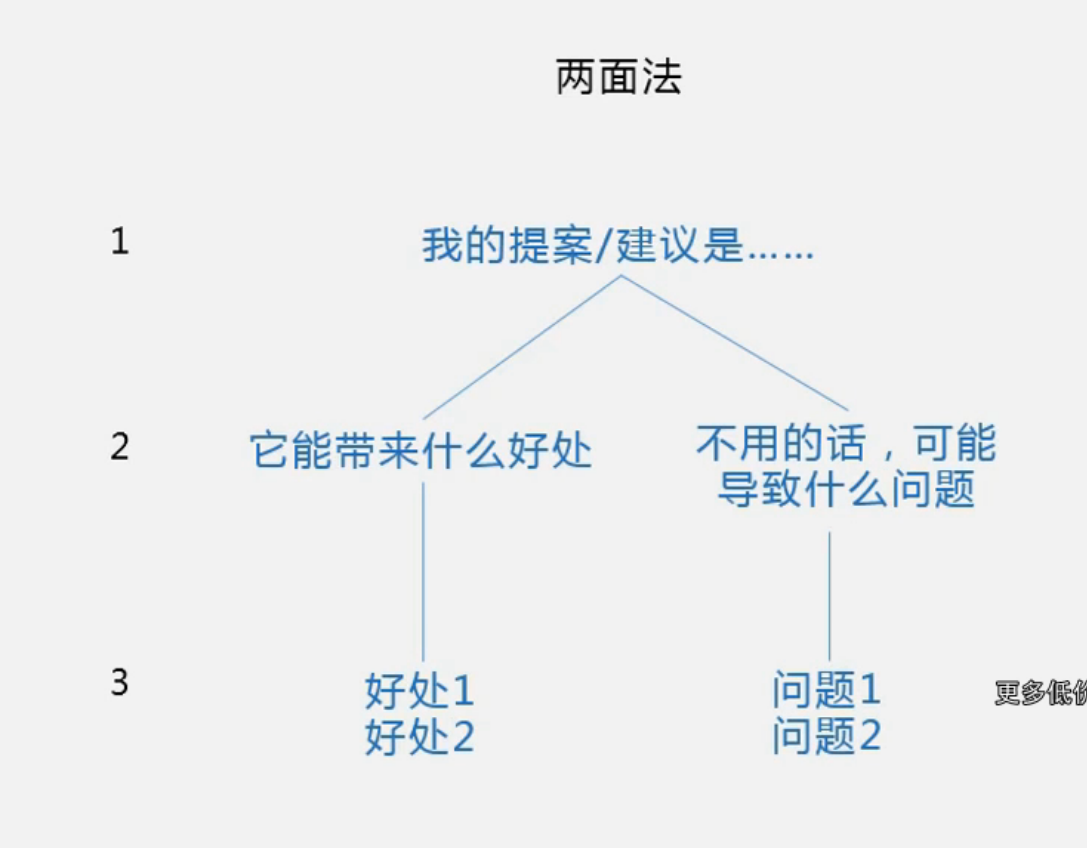 两面法
1
我的提案/建议是……
2
它能带来什么好处
不用的话，可能
导致什么问题
3
好处1
好处2
问题1
问题2
更多低价